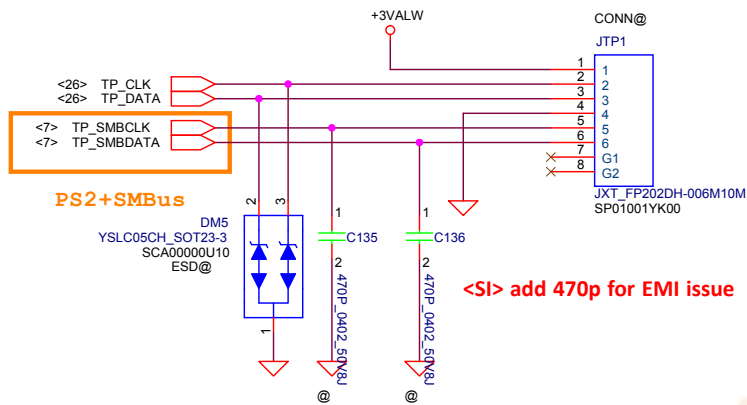 +3VALW
CONN@
JTP1
<26> TP_CLK
<26> TP_DATA
<7> TP_SMBCLK
<7> TP_SMBDATA
1
2
3
4
5
6
7
8
1
2
3
4
5
6
G1
G2
JXT_FP202DH-006M10M
SP01001YK00
PS2+SMBus
2
3
DM5
YSLC05CH_SOT23-3
SCA00000U10
ESD@
1
1
C135
2
470P_0402_50V8J
@
1
C136
2
470P_0402_50V8J
@
<SI> add 470p for EMI issue